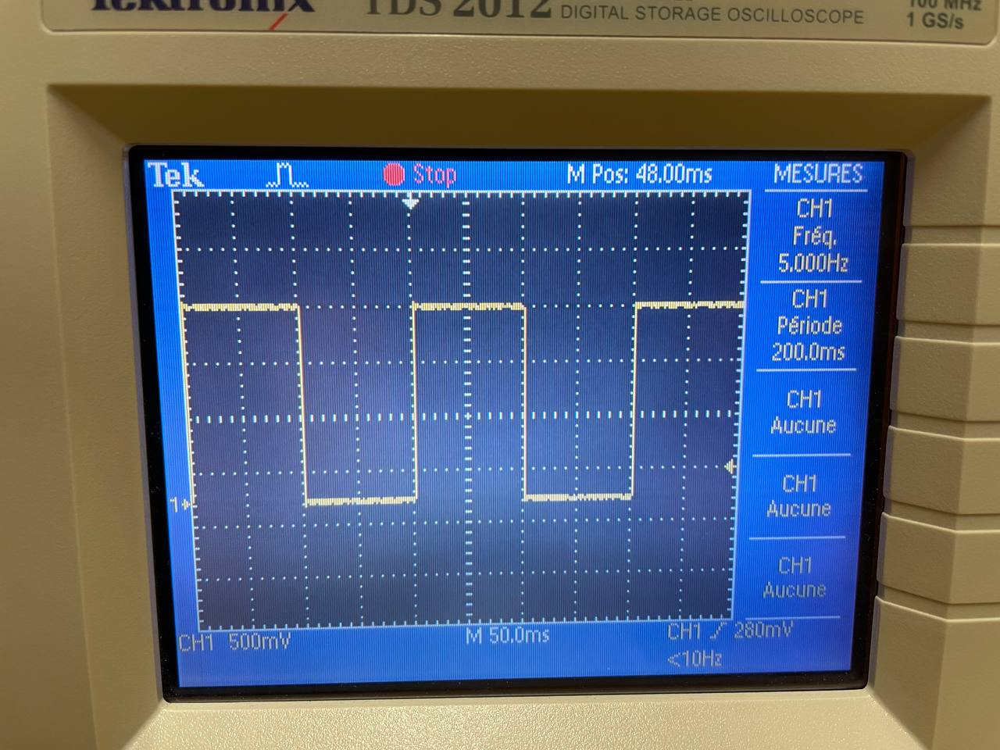 Tektronix TDS 2012
DIGITAL STORAGE OSCILLOSCOPE
100 MHz
1 GS/s
Tek Stop M Pos: 48.00ms MESURES
CH1
Fréq.
5.000Hz
CH1
Période
200.0ms
CH1
Aucune
CH1
Aucune
CH1
Aucune
1
CH1 500mV M 50.0ms CH1 280mV
<10Hz